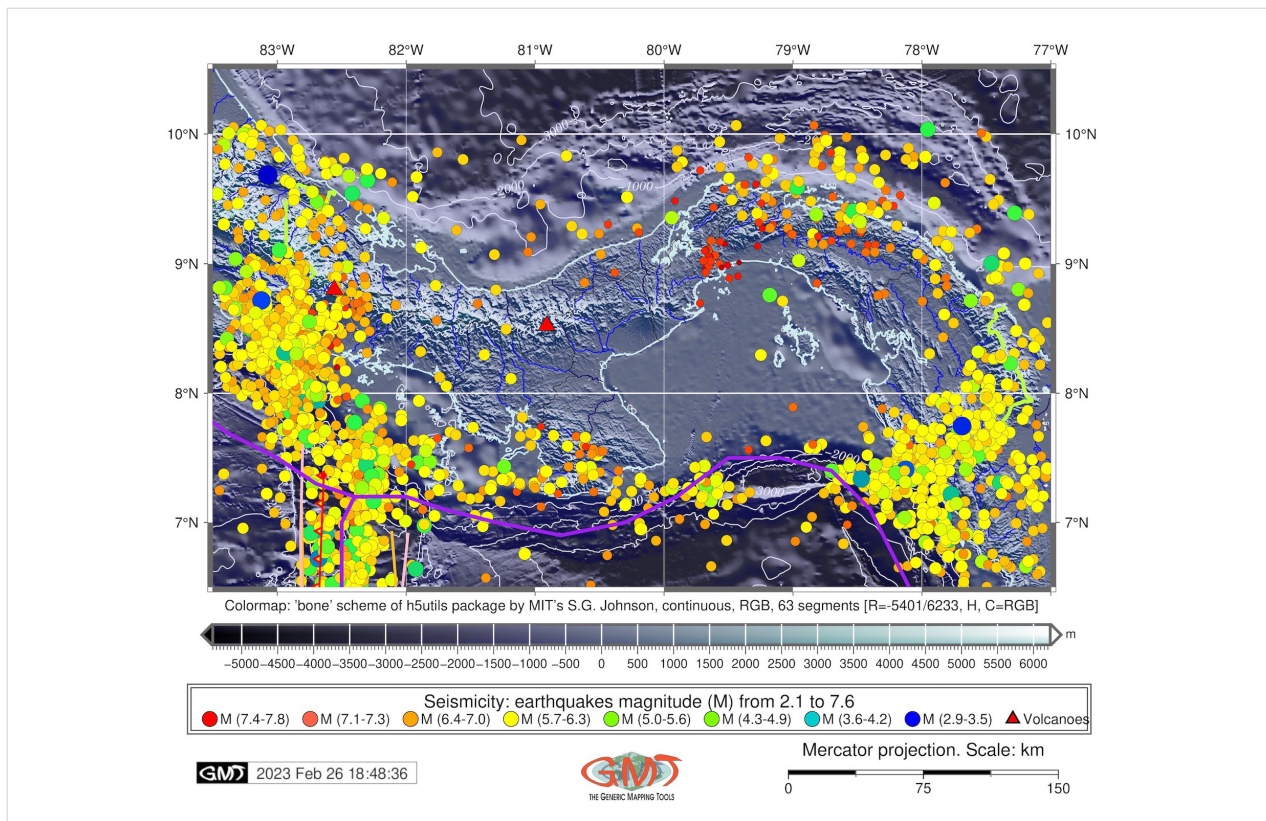 83°W 82°W 81°W 80°W 79°W 78°W 77°W
10°N 10°N
9°N 9°N
8°N 8°N
7°N 7°N
3000
2000
-1000
2000
3000
Colormap: 'bone' scheme of h5utils package by MIT's S.G. Johnson, continuous, RGB, 63 segments [R=-5401/6233, H, C=RGB]
m
−5000 −4500 −4000 −3500 −3000 −2500 −2000 −1500 −1000 −500 0 500 1000 1500 2000 2500 3000 3500 4000 4500 5000 5500 6000
Seismicity: earthquakes magnitude (M) from 2.1 to 7.6
M (7.4-7.8) M (7.1-7.3) M (6.4-7.0) M (5.7-6.3) M (5.0-5.6) M (4.3-4.9) M (3.6-4.2) M (2.9-3.5) Volcanoes
GMT 2023 Feb 26 18:48:36
GMT
THE GENERIC MAPPING TOOLS
Mercator projection. Scale: km
0 75 150